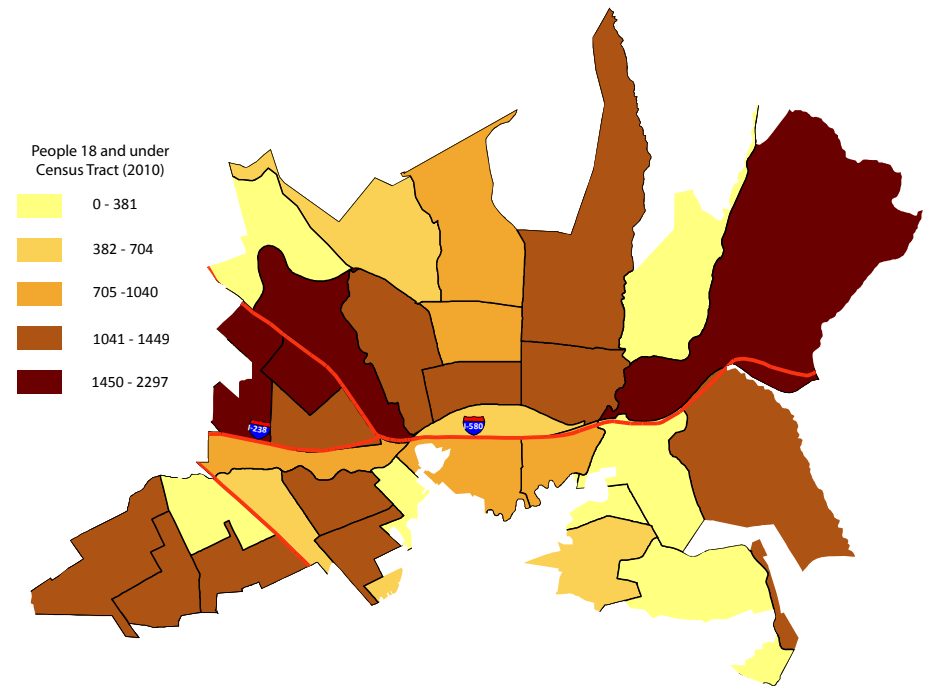 People 18 and under
Census Tract (2010)
0 - 381
382 - 704
705 -1040
1041 - 1449
1450 - 2297
I-238
I-580